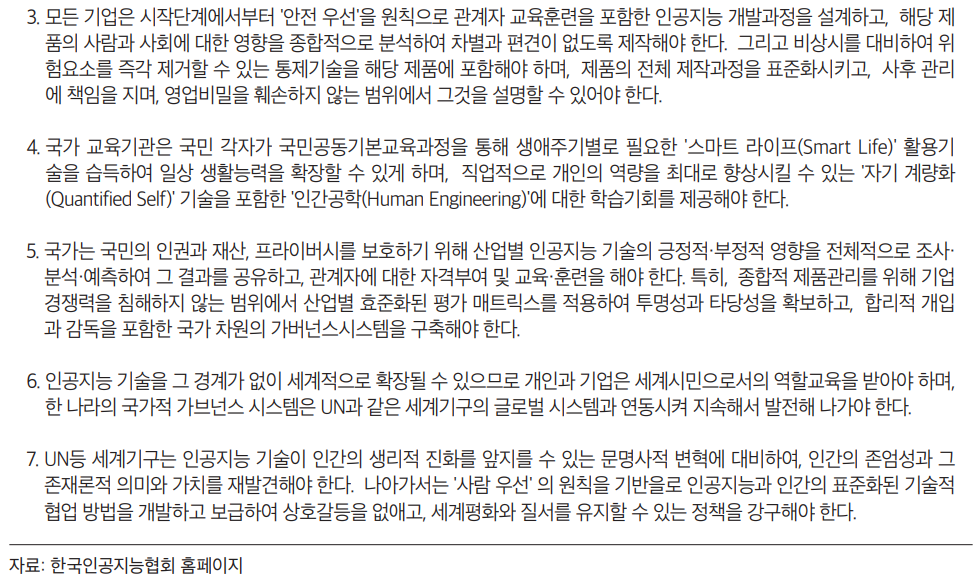 3. 모든 기업은 시작단계에서부터 '안전 우선'을 원칙으로 관계자 교육훈련을 포함한 인공지능 개발과정을 설계하고, 해당 제
품의 사람과 사회에 대한 영향을 종합적으로 분석하여 차별과 편견이 없도록 제작해야 한다. 그리고 비상시를 대비하여 위
험요소를 즉각 제거할 수 있는 통제기술을 해당 제품에 포함해야 하며, 제품의 전체 제작과정을 표준화시키고, 사후 관리
에 책임을 지며, 영업비밀을 훼손하지 않는 범위에서 그것을 설명할 수 있어야 한다.
4. 국가 교육기관은 국민 각자가 국민공동기본교육과정을 통해 생애주기별로 필요한 '스마트 라이프(Smart Life)' 활용기
술을 습득하여 일상 생활능력을 확장할 수 있게 하며, 직업적으로 개인의 역량을 최대로 향상시킬 수 있는 '자기 계량화
(Quantified Self)' 기술을 포함한 '인간공학(Human Engineering)'에 대한 학습기회를 제공해야 한다.
5. 국가는 국민의 인권과 재산, 프라이버시를 보호하기 위해 산업별 인공지능 기술의 긍정적·부정적 영향을 전체적으로 조사·
분석·예측하여 그 결과를 공유하고, 관계자에 대한 자격부여 및 교육·훈련을 해야 한다. 특히, 종합적 제품관리를 위해 기업
경쟁력을 침해하지 않는 범위에서 산업별 효준화된 평가 매트릭스를 적용하여 투명성과 타당성을 확보하고, 합리적 개입
과 감독을 포함한 국가 차원의 가버넌스시스템을 구축해야 한다.
6. 인공지능 기술을 그 경계가 없이 세계적으로 확장될 수 있으므로 개인과 기업은 세계시민으로서의 역할교육을 받아야 하며,
한 나라의 국가적 가브넌스 시스템은 UN과 같은 세계기구의 글로벌 시스템과 연동시켜 지속해서 발전해 나가야 한다.
7. UN등 세계기구는 인공지능 기술이 인간의 생리적 진화를 앞지를 수 있는 문명사적 변혁에 대비하여, 인간의 존엄성과 그
존재론적 의미와 가치를 재발견해야 한다. 나아가서는 '사람 우선' 의 원칙을 기반을로 인공지능과 인간의 표준화된 기술적
협업 방법을 개발하고 보급하여 상호갈등을 없애고, 세계평화와 질서를 유지할 수 있는 정책을 강구해야 한다.
자료: 한국인공지능협회 홈페이지